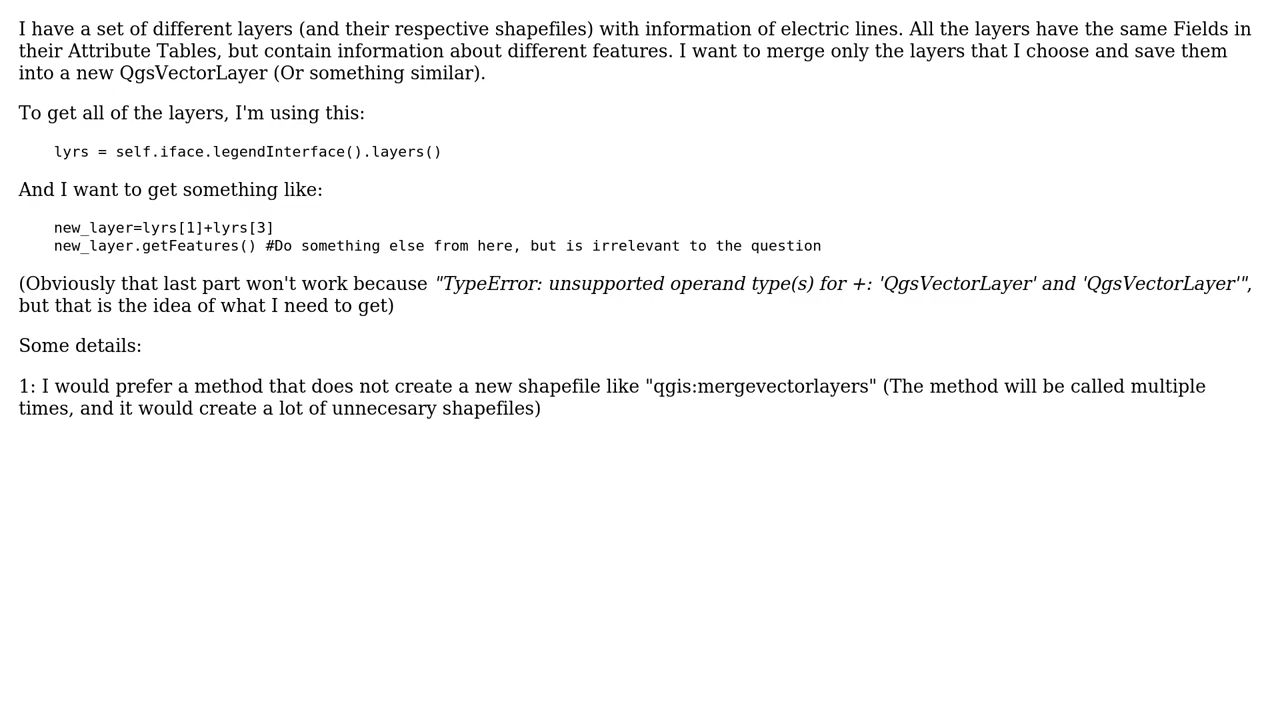 I have a set of different layers (and their respective shapefiles) with information of electric lines. All the layers have the same Fields in
their Attribute Tables, but contain information about different features. I want to merge only the layers that I choose and save them
into a new QgsVectorLayer (Or something similar).
To get all of the layers, I'm using this:
lyrs = self.iface.legendInterface().layers()
And I want to get something like:
new_layer=lyrs[1]+lyrs[3]
new_layer.getFeatures() #Do something else from here, but is irrelevant to the question
(Obviously that last part won't work because "TypeError: unsupported operand type(s) for +: 'QgsVectorLayer' and 'QgsVectorLayer'",
but that is the idea of what I need to get)
Some details:
1: I would prefer a method that does not create a new shapefile like "qgis:mergevectorlayers" (The method will be called multiple
times, and it would create a lot of unnecesary shapefiles)